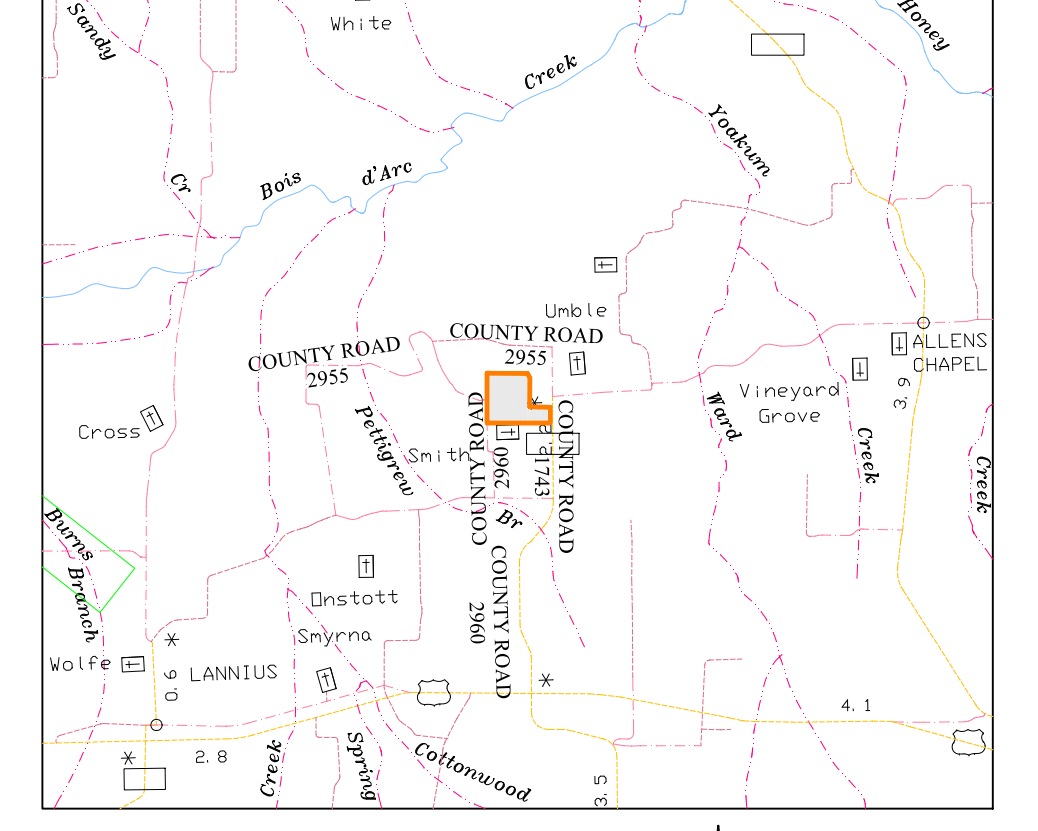 Sandy
White
Honey
Creek
Yoakum
Cr
Bois
d'Arc
Umble
COUNTY ROAD
2955
COUNTY ROAD
2955
ALLENS
CHAPEL
3.9
Vineyard
Grove
Ward
Creek
Creek
Cross
Pettigrew
Smith
COUNTY ROAD
2960
1743
COUNTY ROAD
Br
Burns
Branch
Onstott
Smyrna
COUNTY ROAD
2960
Wolfe
0.6
LANNIUS
4.1
2.8
Creek
Spring
Cottonwood
3.5